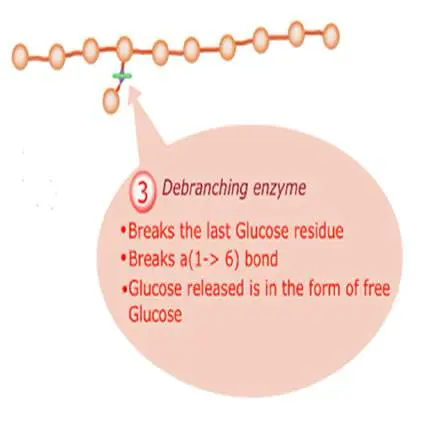 3 Debranching enzyme
•Breaks the last Glucose residue
•Breaks a(1-> 6) bond
•Glucose released is in the form of free
Glucose